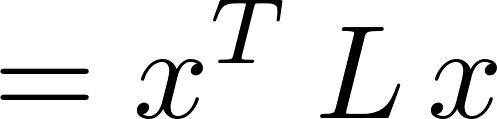 = x^T L x